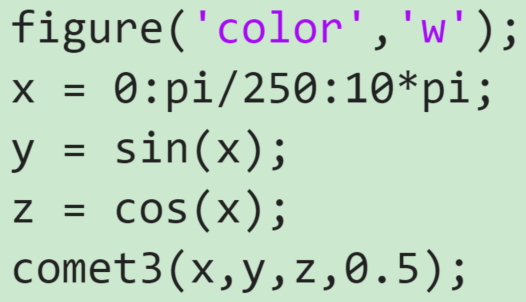 figure('color','w');
x = 0:pi/250:10*pi;
y = sin(x);
z = cos(x);
comet3(x,y,z,0.5);